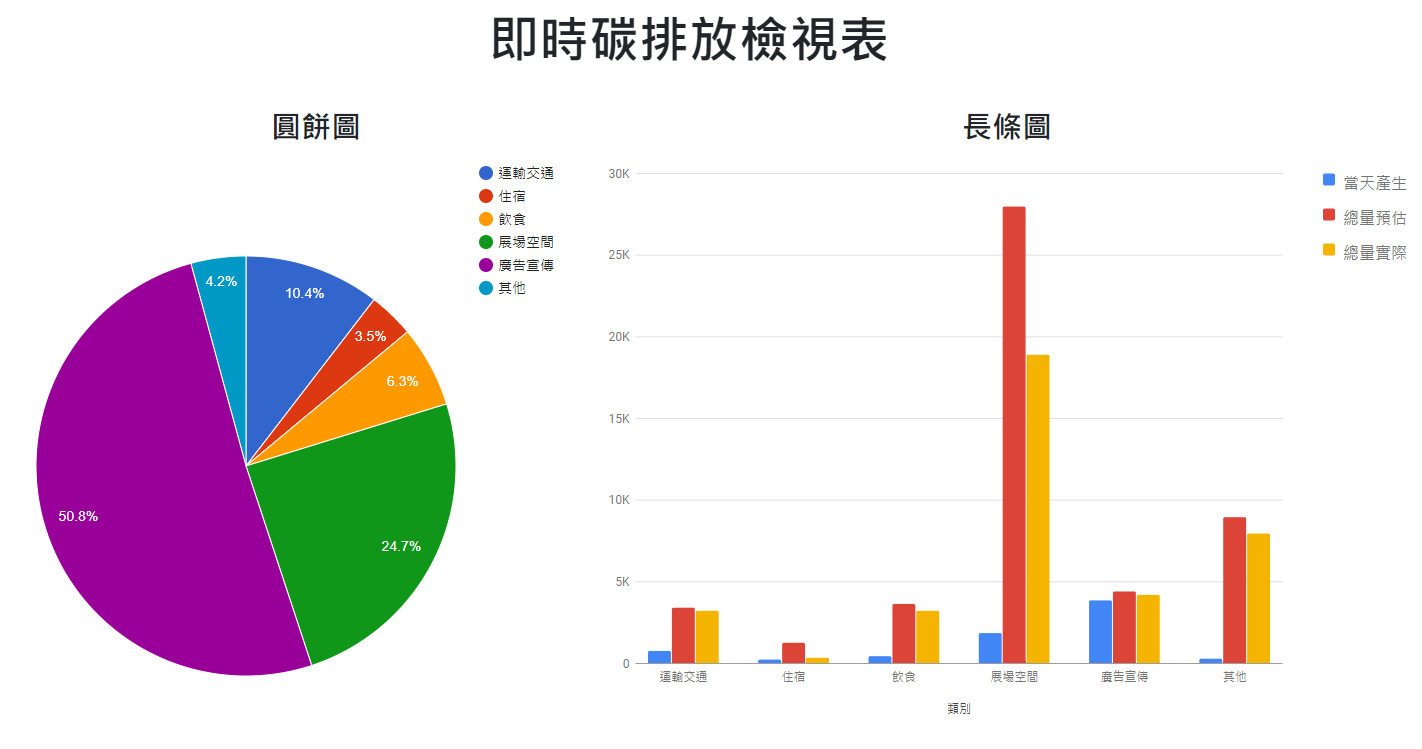 即時碳排放檢視表
圓餅圖
運輸交通
住宿
飲食
展場空間
廣告宣傳
其他
10.4%
3.5%
6.3%
24.7%
50.8%
4.2%
長條圖
30K
25K
20K
15K
10K
5K
0
運輸交通
住宿
飲食
展場空間
廣告宣傳
其他
類別
當天產生
總量預估
總量實際